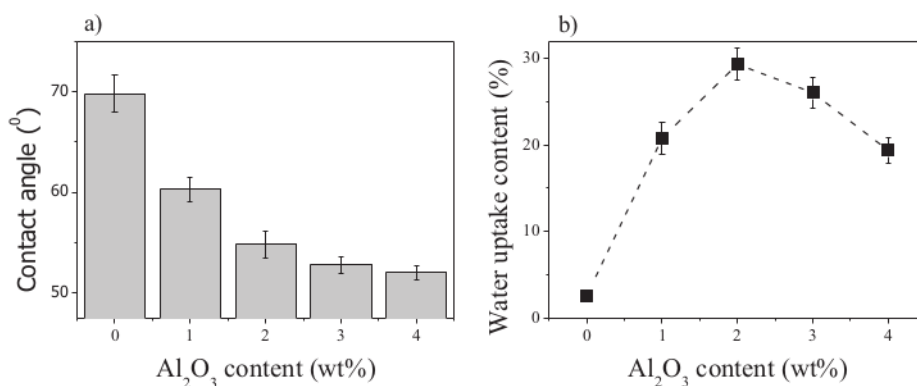 a)
70
60
50
Contact angle (⁰)
0 1 2 3 4
Al₂O₃ content (wt%)
b)
30
20
10
0
Water uptake content (%)
0 1 2 3 4
Al₂O₃ content (wt%)